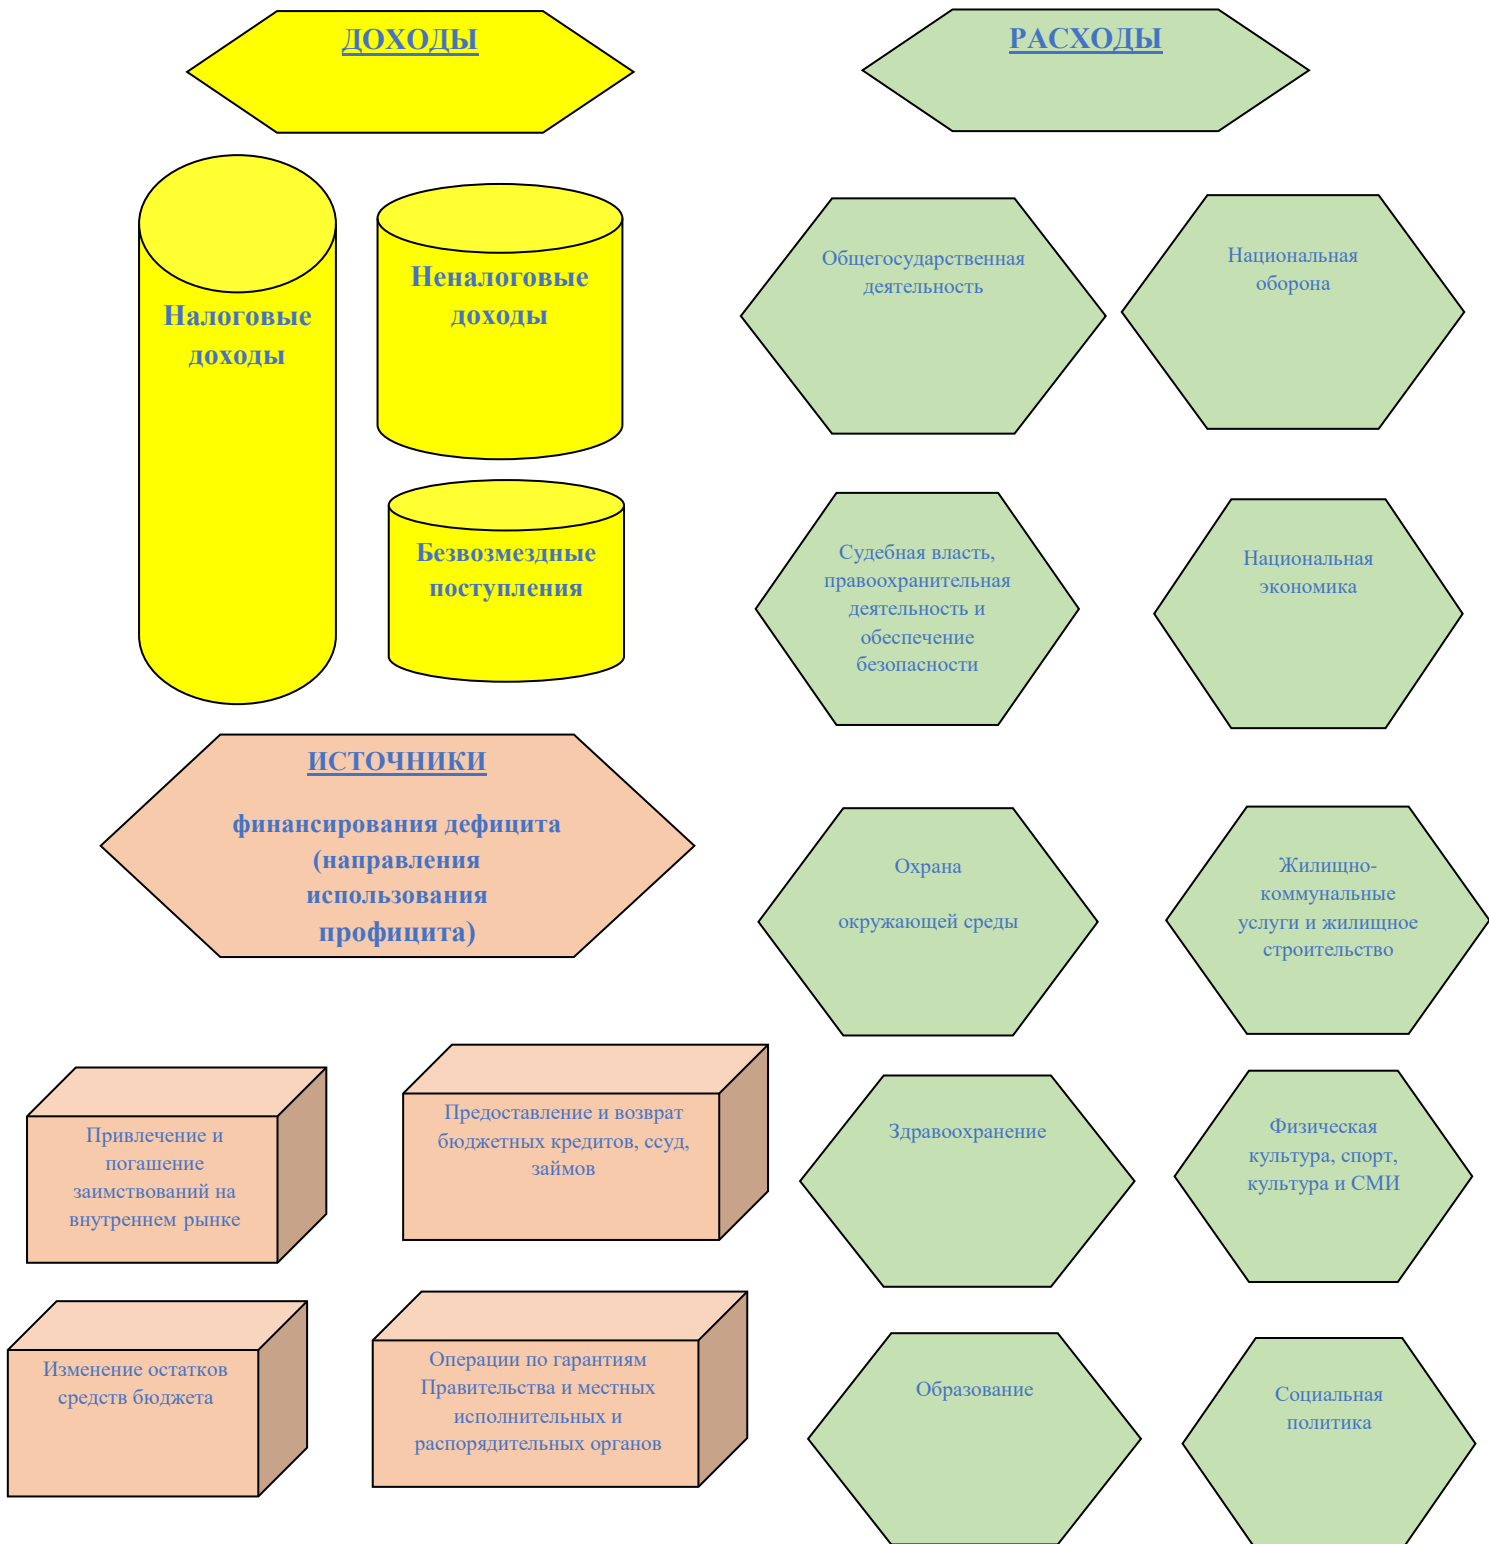 ДОХОДЫ
Налоговые
доходы
Неналоговые
доходы
Безвозмездные
поступления
ИСТОЧНИКИ
финансирования дефицита
(направления
использования
профицита)
Привлечение и
погашение
заимствований на
внутреннем рынке
Предоставление и возврат
бюджетных кредитов, ссуд,
займов
Изменение остатков
средств бюджета
Операции по гарантиям
Правительства и местных
исполнительных и
распорядительных органов
РАСХОДЫ
Общегосударственная
деятельность
Национальная
оборона
Судебная власть,
правоохранительная
деятельность и
обеспечение
безопасности
Национальная
экономика
Охрана
окружающей среды
Жилищно-
коммунальные
услуги и жилищное
строительство
Здравоохранение
Физическая
культура, спорт,
культура и СМИ
Образование
Социальная
политика